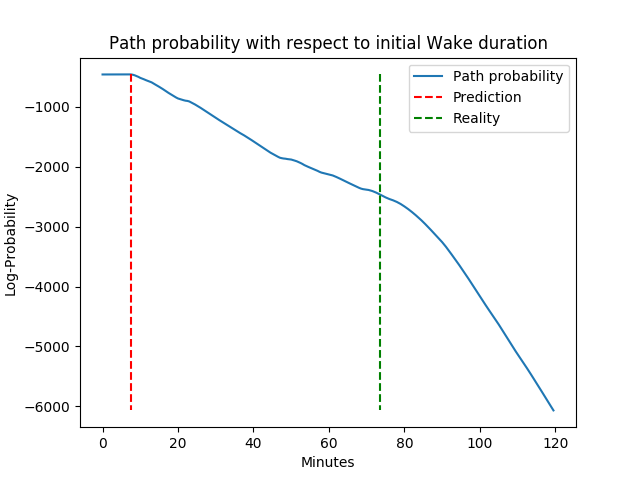 Path probability with respect to initial Wake duration
Path probability
Prediction
Reality
Log-Probability
−1000
−2000
−3000
−4000
−5000
−6000
0 20 40 60 80 100 120
Minutes